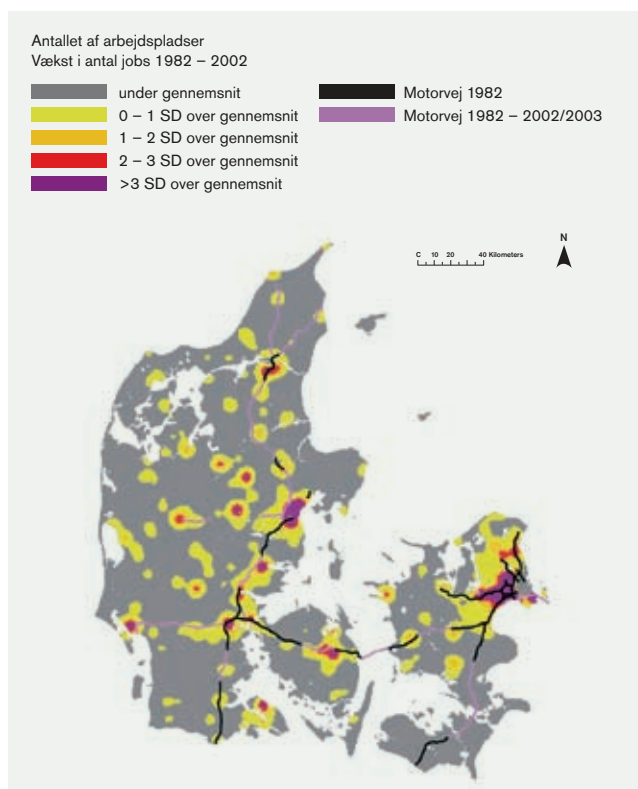 Antallet af arbejdspladser
Vækst i antal jobs 1982 – 2002
under gennemsnit
0 – 1 SD over gennemsnit
1 – 2 SD over gennemsnit
2 – 3 SD over gennemsnit
>3 SD over gennemsnit
Motorvej 1982
Motorvej 1982 – 2002/2003
N
C 10 20 40 Kilometers